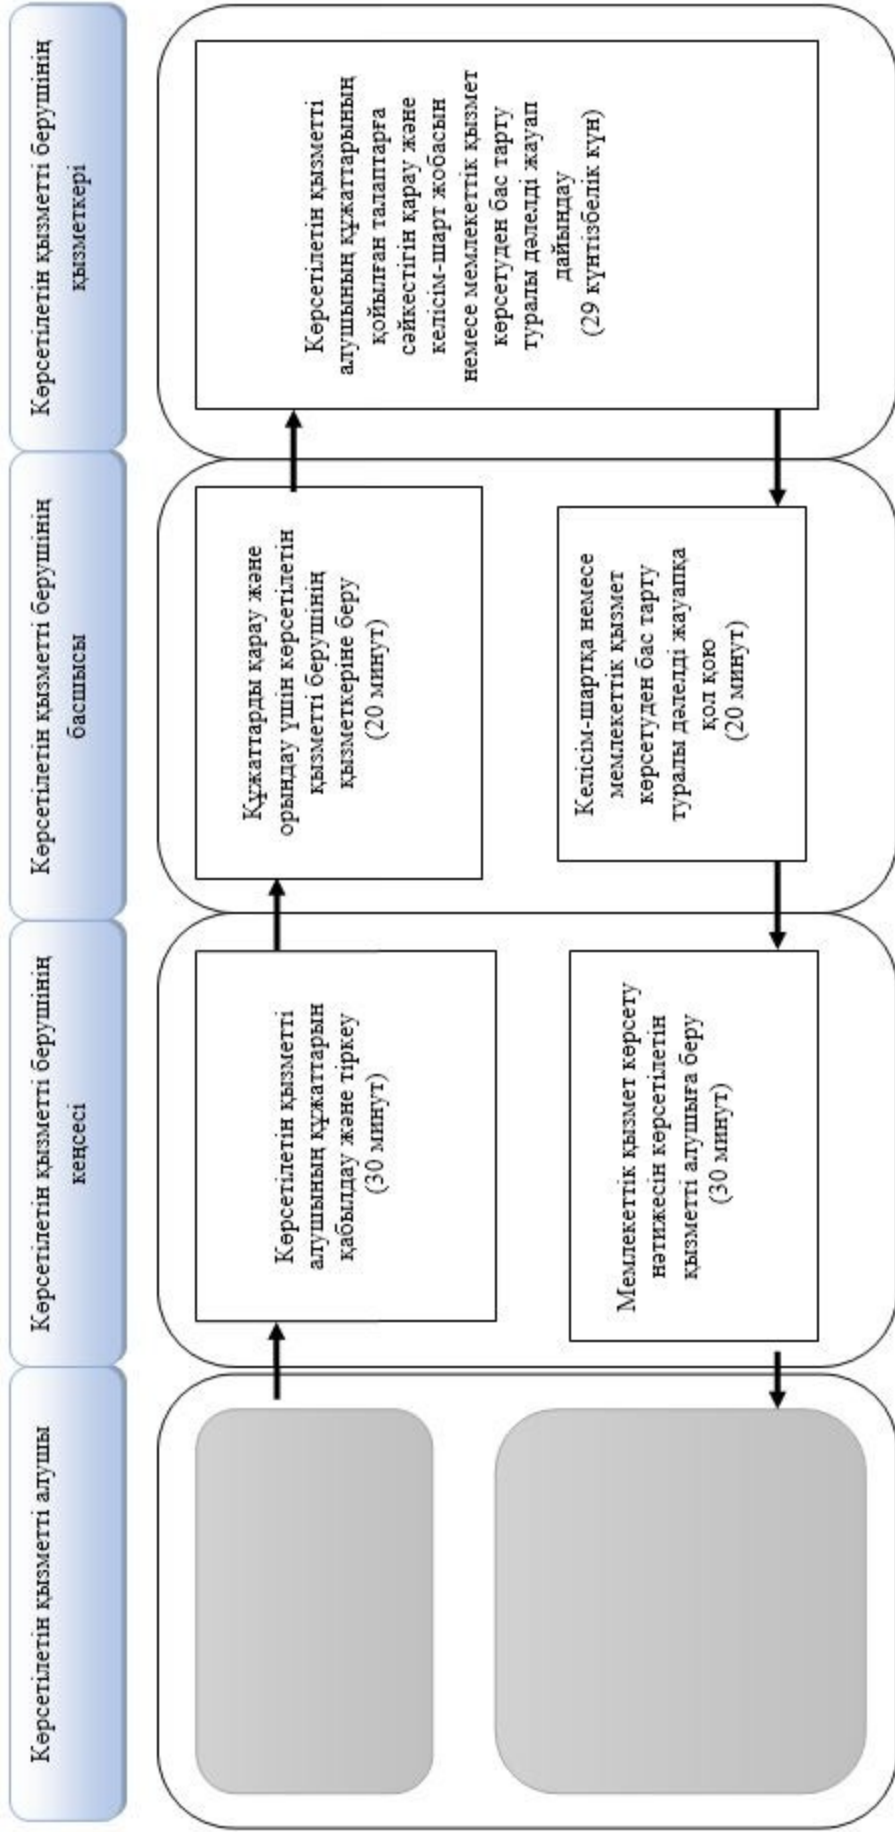 Көрсетілетін қызметті алушы
Көрсетілетін қызметті берушінің
кеңсесі
Көрсетілетін қызметті берушінің
басшысы
Көрсетілетін қызметті берушінің
қызметкері
Көрсетілетін қызметті
алушының құжаттарын
қабылдау және тіркеу
(30 минут)
Құжаттарды қарау және
орындау үшін көрсетілетін
қызметті берушінің
қызметкеріне беру
(20 минут)
Көрсетілетін қызметті
алушының құжаттарының
қойылған талаптарға
сәйкестігін қарау және
келісім-шарт жобасын
немесе мемлекеттік қызмет
көрсетуден бас тарту
туралы дәлелді жауап
дайындау
(29 күнтізбелік күн)
Келісім-шартқа немесе
мемлекеттік қызмет
көрсетуден бас тарту
туралы дәлелді жауапқа
қол қою
(20 минут)
Мемлекеттік қызмет көрсету
нәтижесін көрсетілетін
қызметті алушыға беру
(30 минут)